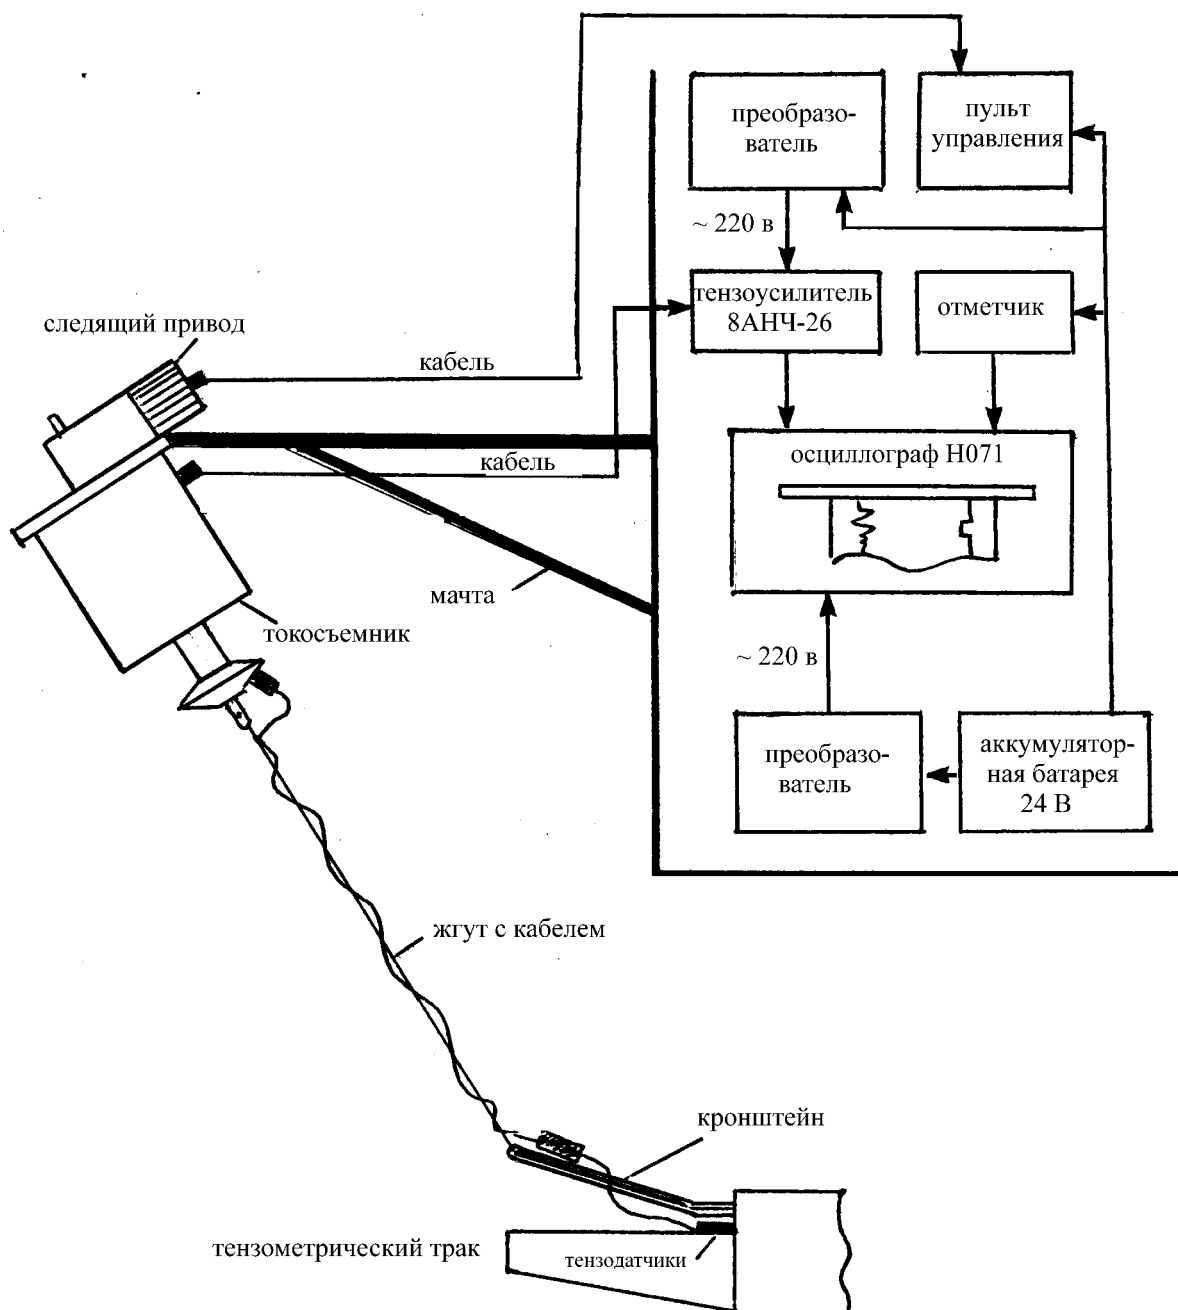 преобразо-
ватель
пульт
управления
~ 220 в
тензоусилитель
8АНЧ-26
отметчик
следящий привод
кабель
осциллограф Н071
кабель
мачта
токосъемник
~ 220 в
преобразо-
ватель
аккумулятор-
ная батарея
24 В
жгут с кабелем
кронштейн
тензометрический трак
тензодатчики